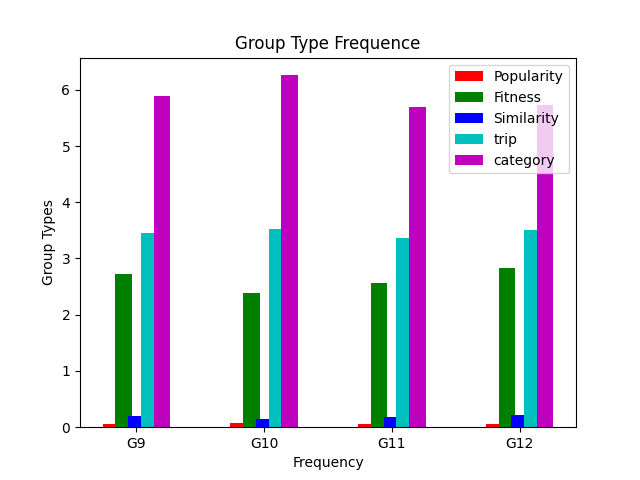 Group Type Frequence
Popularity
Fitness
Similarity
trip
category
Group Types
6
5
4
3
2
1
0
G9 G10 G11 G12
Frequency